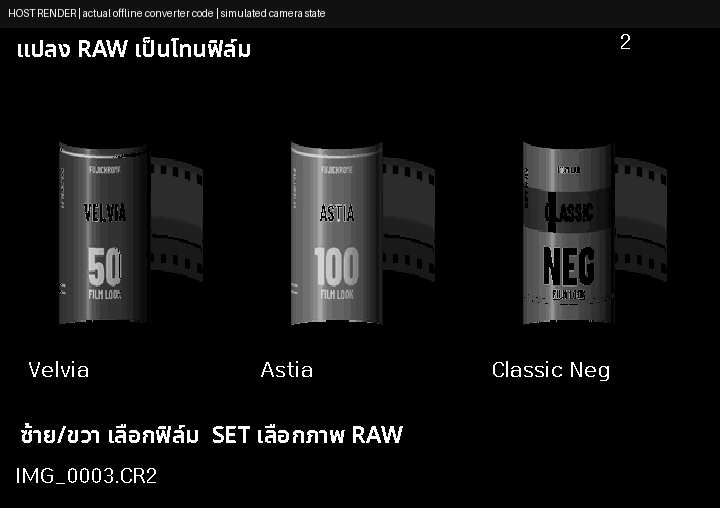 HOST RENDER | actual offline converter code | simulated camera state
แปลง RAW เป็นโทนฟิล์ม
2
FUJICHROME
VELVIA
50
FILM LOOK
FUJICHROME
ASTIA
100
FILM LOOK
CLASSIC
NEG
Velvia
Astia
Classic Neg
ซ้าย/ขวา เลือกฟิล์ม SET เลือกภาพ RAW
IMG_0003.CR2